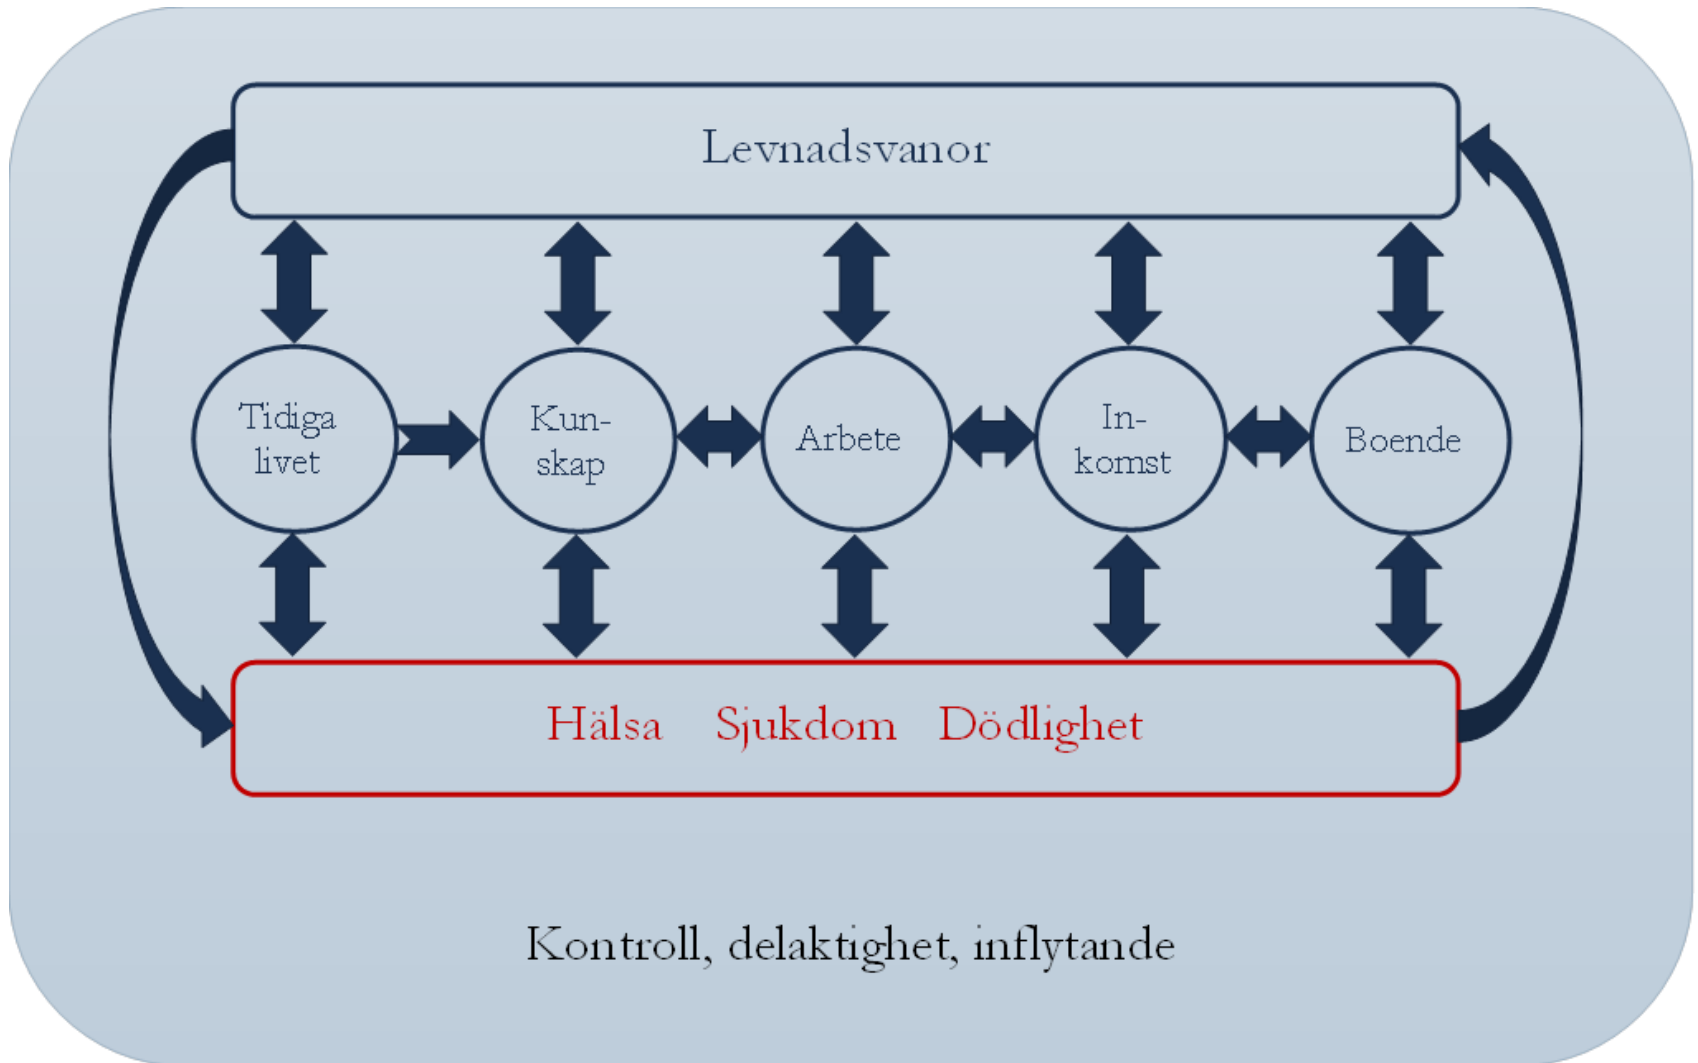 Levnadsvanor
Tidiga
livet
Kun-
skap
Arbete
In-
komst
Boende
Hälsa Sjukdom Dödlighet
Kontroll, delaktighet, inflytande